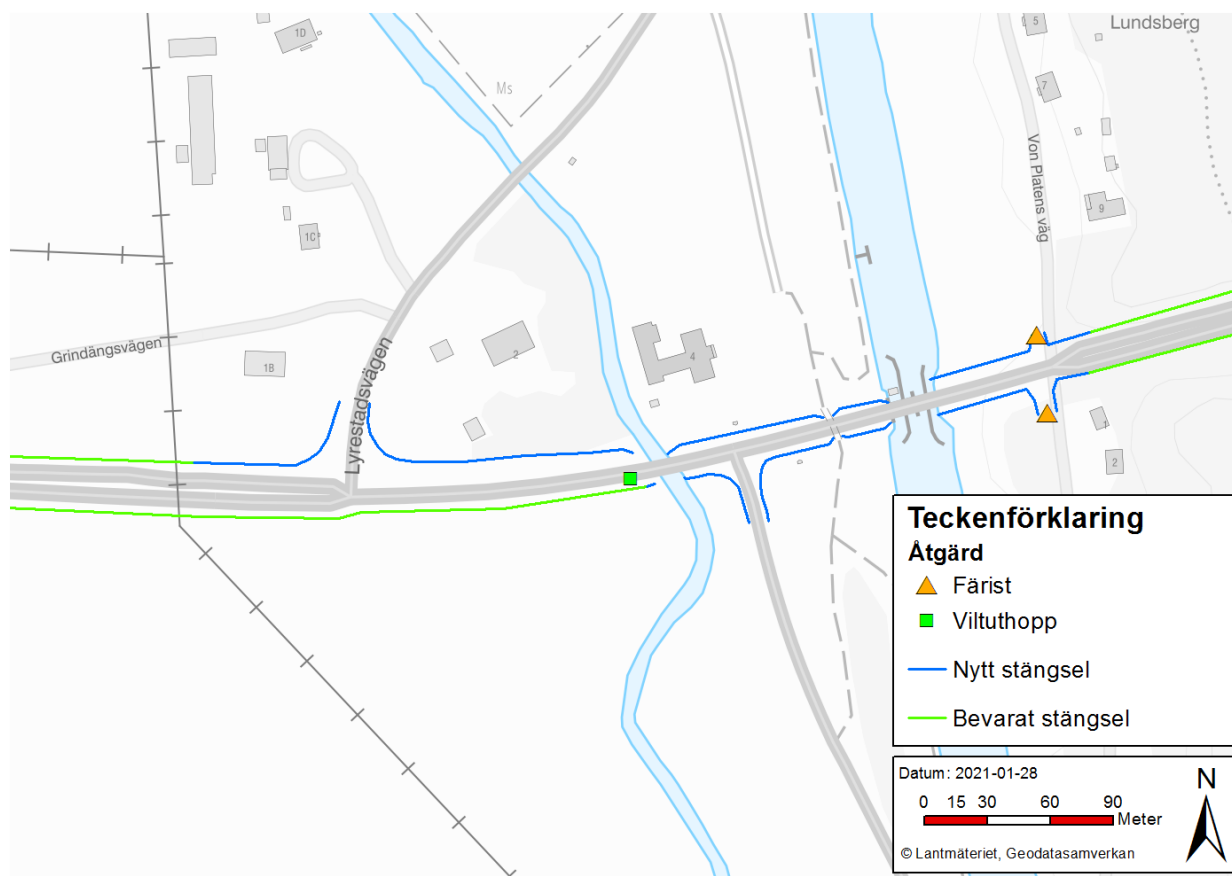 1D
Ms
5
Lundsberg
7
Von Platens väg
9
1C
Grindängsvägen
1B
Lyrestadsvägen
2
4
1
2
Teckenförklaring
Åtgärd
Färist
Viltuthopp
Nytt stängsel
Bevarat stängsel
Datum: 2021-01-28
N
0 15 30 60 90
Meter
© Lantmäteriet, Geodatasamverkan